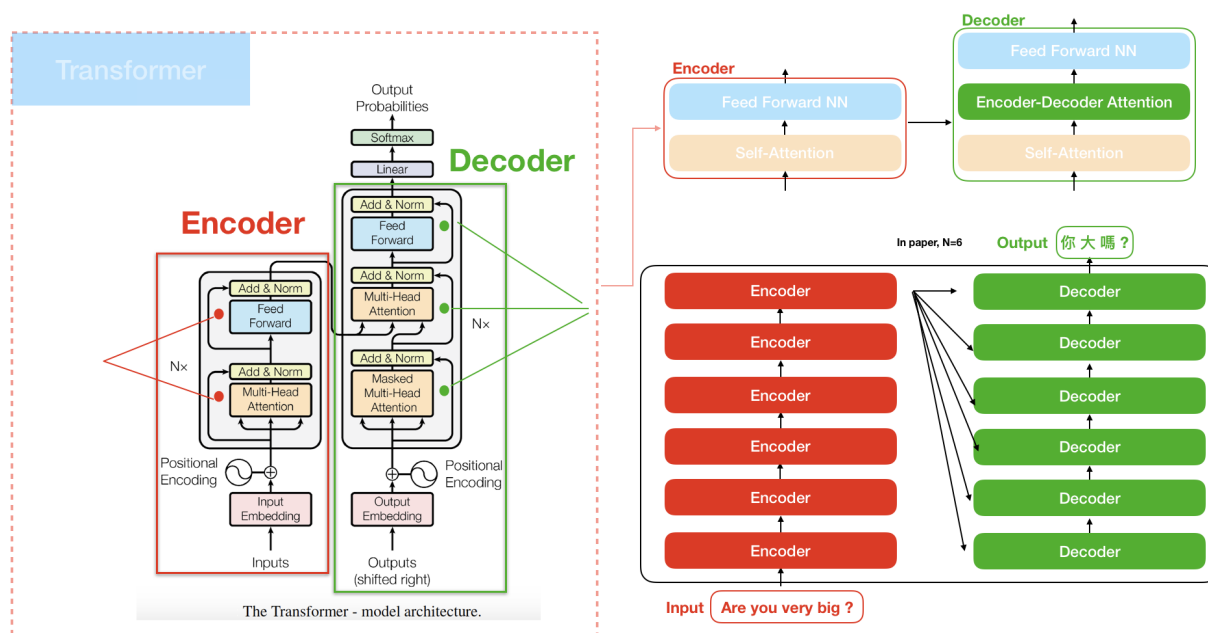 Transformer
Output
Probabilities
Softmax
Linear
Decoder
Add & Norm
Feed
Forward
Add & Norm
Multi-Head
Attention
N×
Add & Norm
Masked
Multi-Head
Attention
Positional
Encoding
Output
Embedding
Outputs
(shifted right)
Encoder
Add & Norm
Feed
Forward
N×
Add & Norm
Multi-Head
Attention
Positional
Encoding
Input
Embedding
Inputs
The Transformer - model architecture.
Encoder
Feed Forward NN
Self-Attention
Decoder
Feed Forward NN
Encoder-Decoder Attention
Self-Attention
In paper, N=6
Output 你 大 嗎 ?
Encoder
Encoder
Encoder
Encoder
Encoder
Encoder
Decoder
Decoder
Decoder
Decoder
Decoder
Decoder
Input Are you very big ?